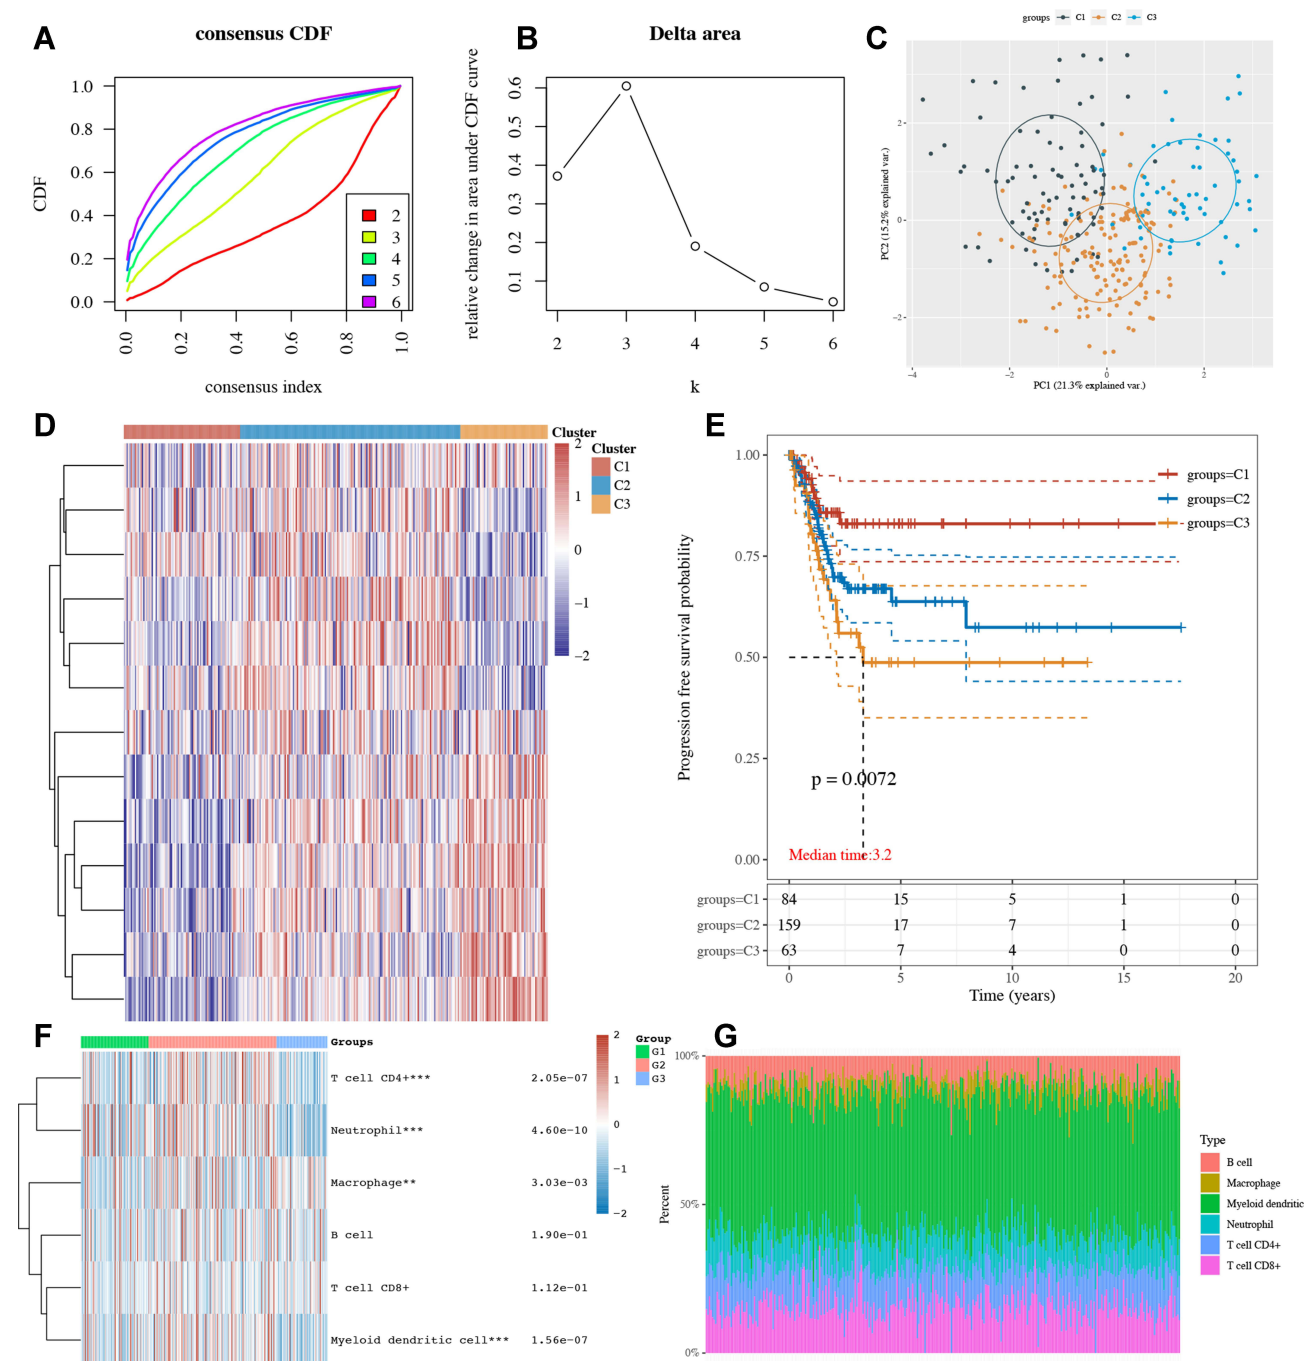 A
consensus CDF
CDF
1.0
0.8
0.6
0.4
0.2
0.0
2
3
4
5
6
0.0
0.2
0.4
0.6
0.8
1.0
consensus index
B
Delta area
relative change in area under CDF curve
0.6
0.5
0.4
0.3
0.2
0.1
2
3
4
5
6
k
C
groups C1 C2 C3
PC2 (15.2% explained var.)
2
0
−2
−4
−2
0
2
PC1 (21.3% explained var.)
D
Cluster
2
1
0
−1
−2
Cluster
C1
C2
C3
E
Progression free survival probability
1.00
0.75
0.50
0.25
0.00
groups=C1
groups=C2
groups=C3
p = 0.0072
Median time:3.2
groups=C1 84 15 5 1 0
groups=C2 159 17 7 1 0
groups=C3 63 7 4 0 0
0 5 10 15 20
Time (years)
F
Groups
T cell CD4+*** 2.05e−07
Neutrophil*** 4.60e−10
Macrophage** 3.03e−03
B cell 1.90e−01
T cell CD8+ 1.12e−01
Myeloid dendritic cell*** 1.56e−07
2
1
0
−1
−2
Group
G1
G2
G3
G
Percent
100%
50%
0%
Type
B cell
Macrophage
Myeloid dendritic
Neutrophil
T cell CD4+
T cell CD8+